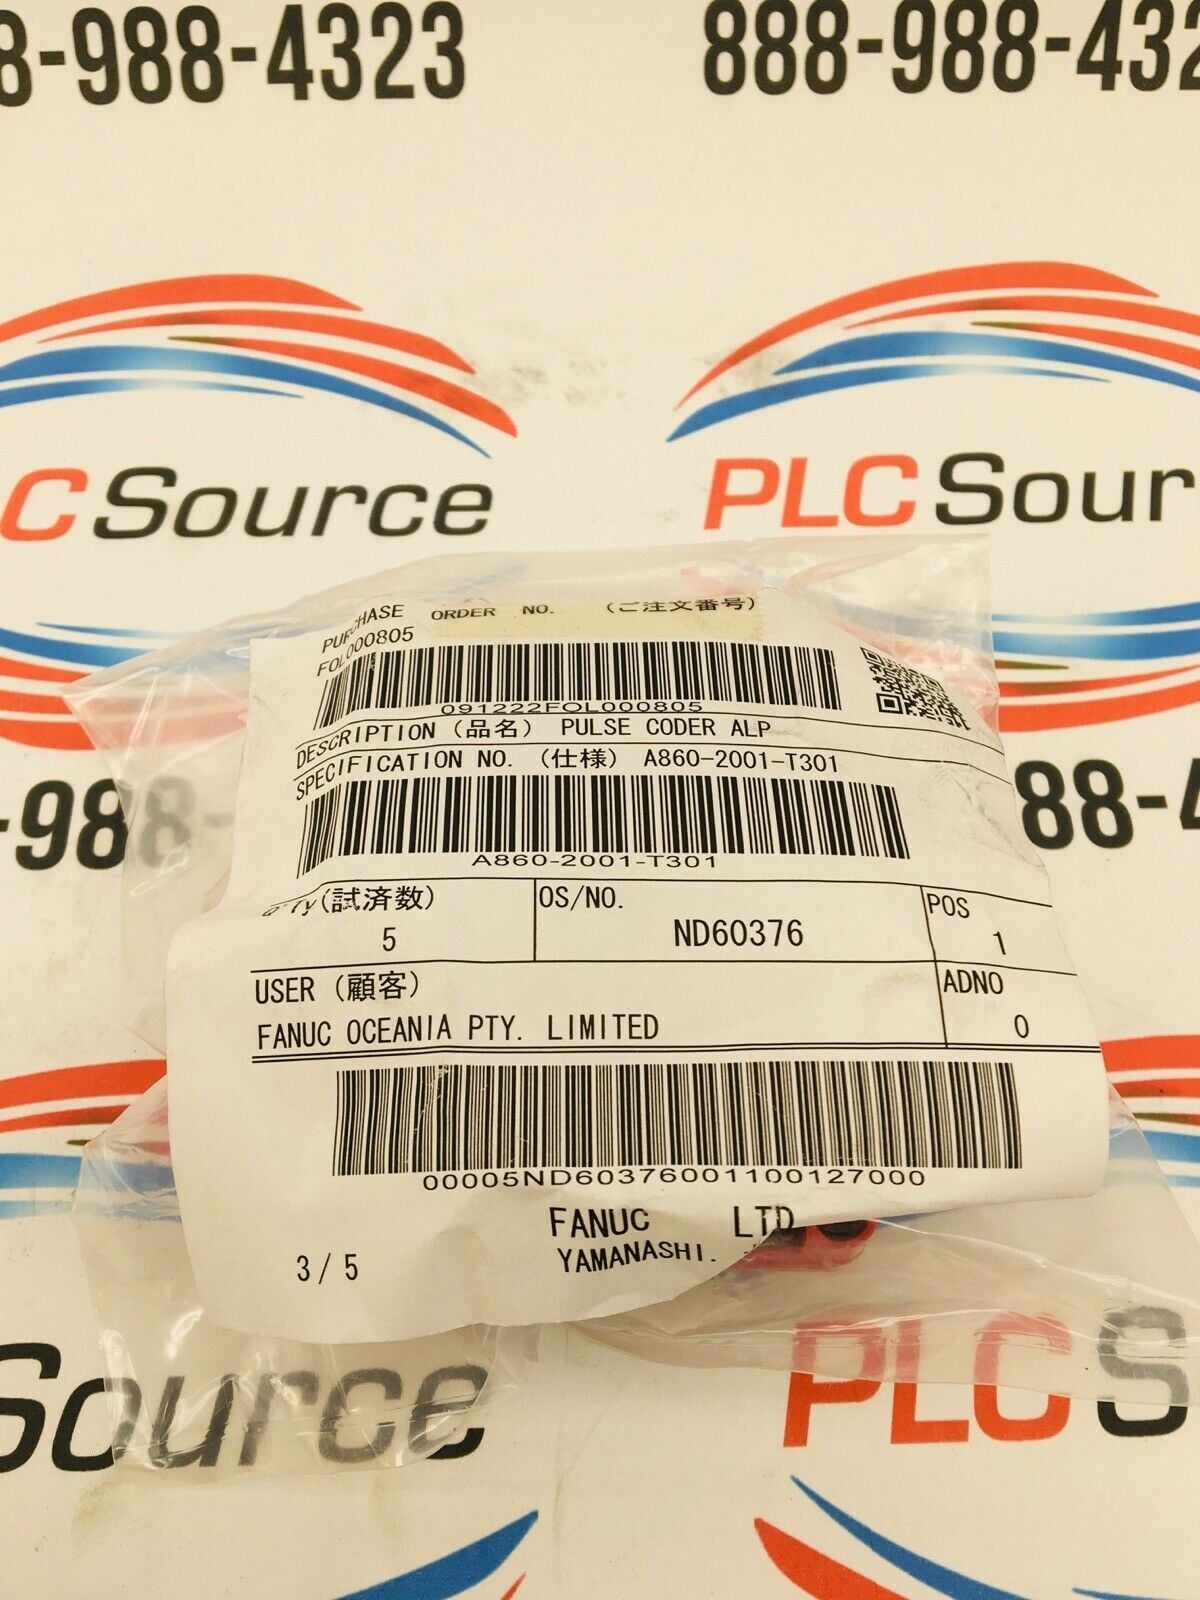 8-988-4323
888-988-432
C Source
PLC Sour
PURCHASE ORDER NO. (ご注文番号)
FOL000805
091222FOL000805
DESCRIPTION (品名) PULSE CODER ALP
SPECIFICATION NO. (仕様) A860-2001-T301
A860-2001-T301
-988-
88-4
Q'TY(試済数)
5
OS/NO.
ND60376
POS
1
USER (顧客)
FANUC OCEANIA PTY. LIMITED
ADNO
0
00005ND60376001100127000
FANUC LTD
YAMANASHI.
3/5
Source
PLC S